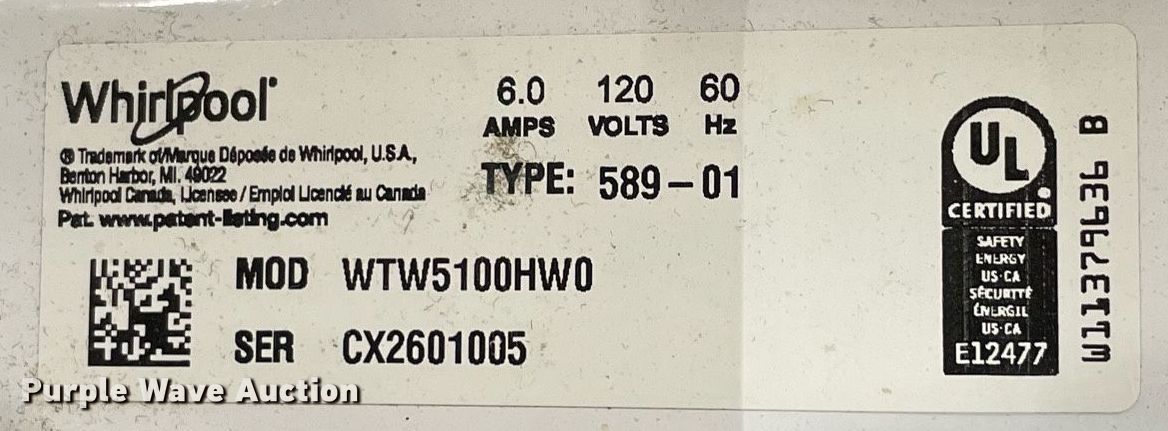 Whirlpool®
® Trademark of/Marque Déposée de Whirlpool, U.S.A.,
Benton Harbor, MI. 49022
Whirlpool Canada, Licensee / Emploi Licencié au Canada
Pat. www.patent-listing.com
6.0 120 60
AMPS VOLTS Hz
TYPE: 589-01
MOD WTW5100HW0
SER CX2601005
UL
CERTIFIED
SAFETY
ENERGY
US·CA
SÉCURITÉ
ÉNERGIE
US·CA
E12477
W11379636 B
Purple Wave Auction